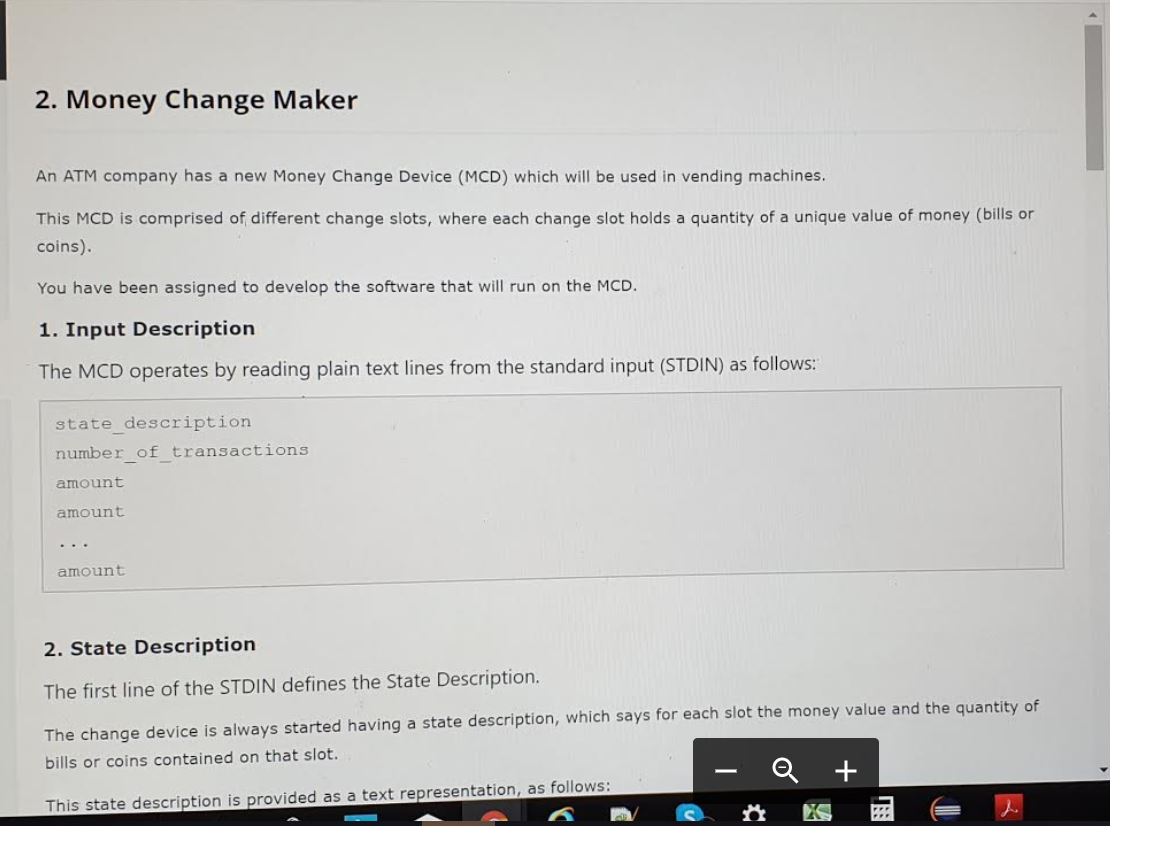 2. Money Change Maker
An ATM company has a new Money Change Device (MCD) which will be used in vending machines.
This MCD is comprised of different change slots, where each change slot holds a quantity of a unique value of money (bills or
coins).
You have been assigned to develop the software that will run on the MCD.
1. Input Description
The MCD operates by reading plain text lines from the standard input (STDIN) as follows:
state_description
number_of_transactions
amount
amount
...
amount
2. State Description
The first line of the STDIN defines the State Description.
The change device is always started having a state description, which says for each slot the money value and the quantity of
bills or coins contained on that slot.
This state description is provided as a text representation, as follows: